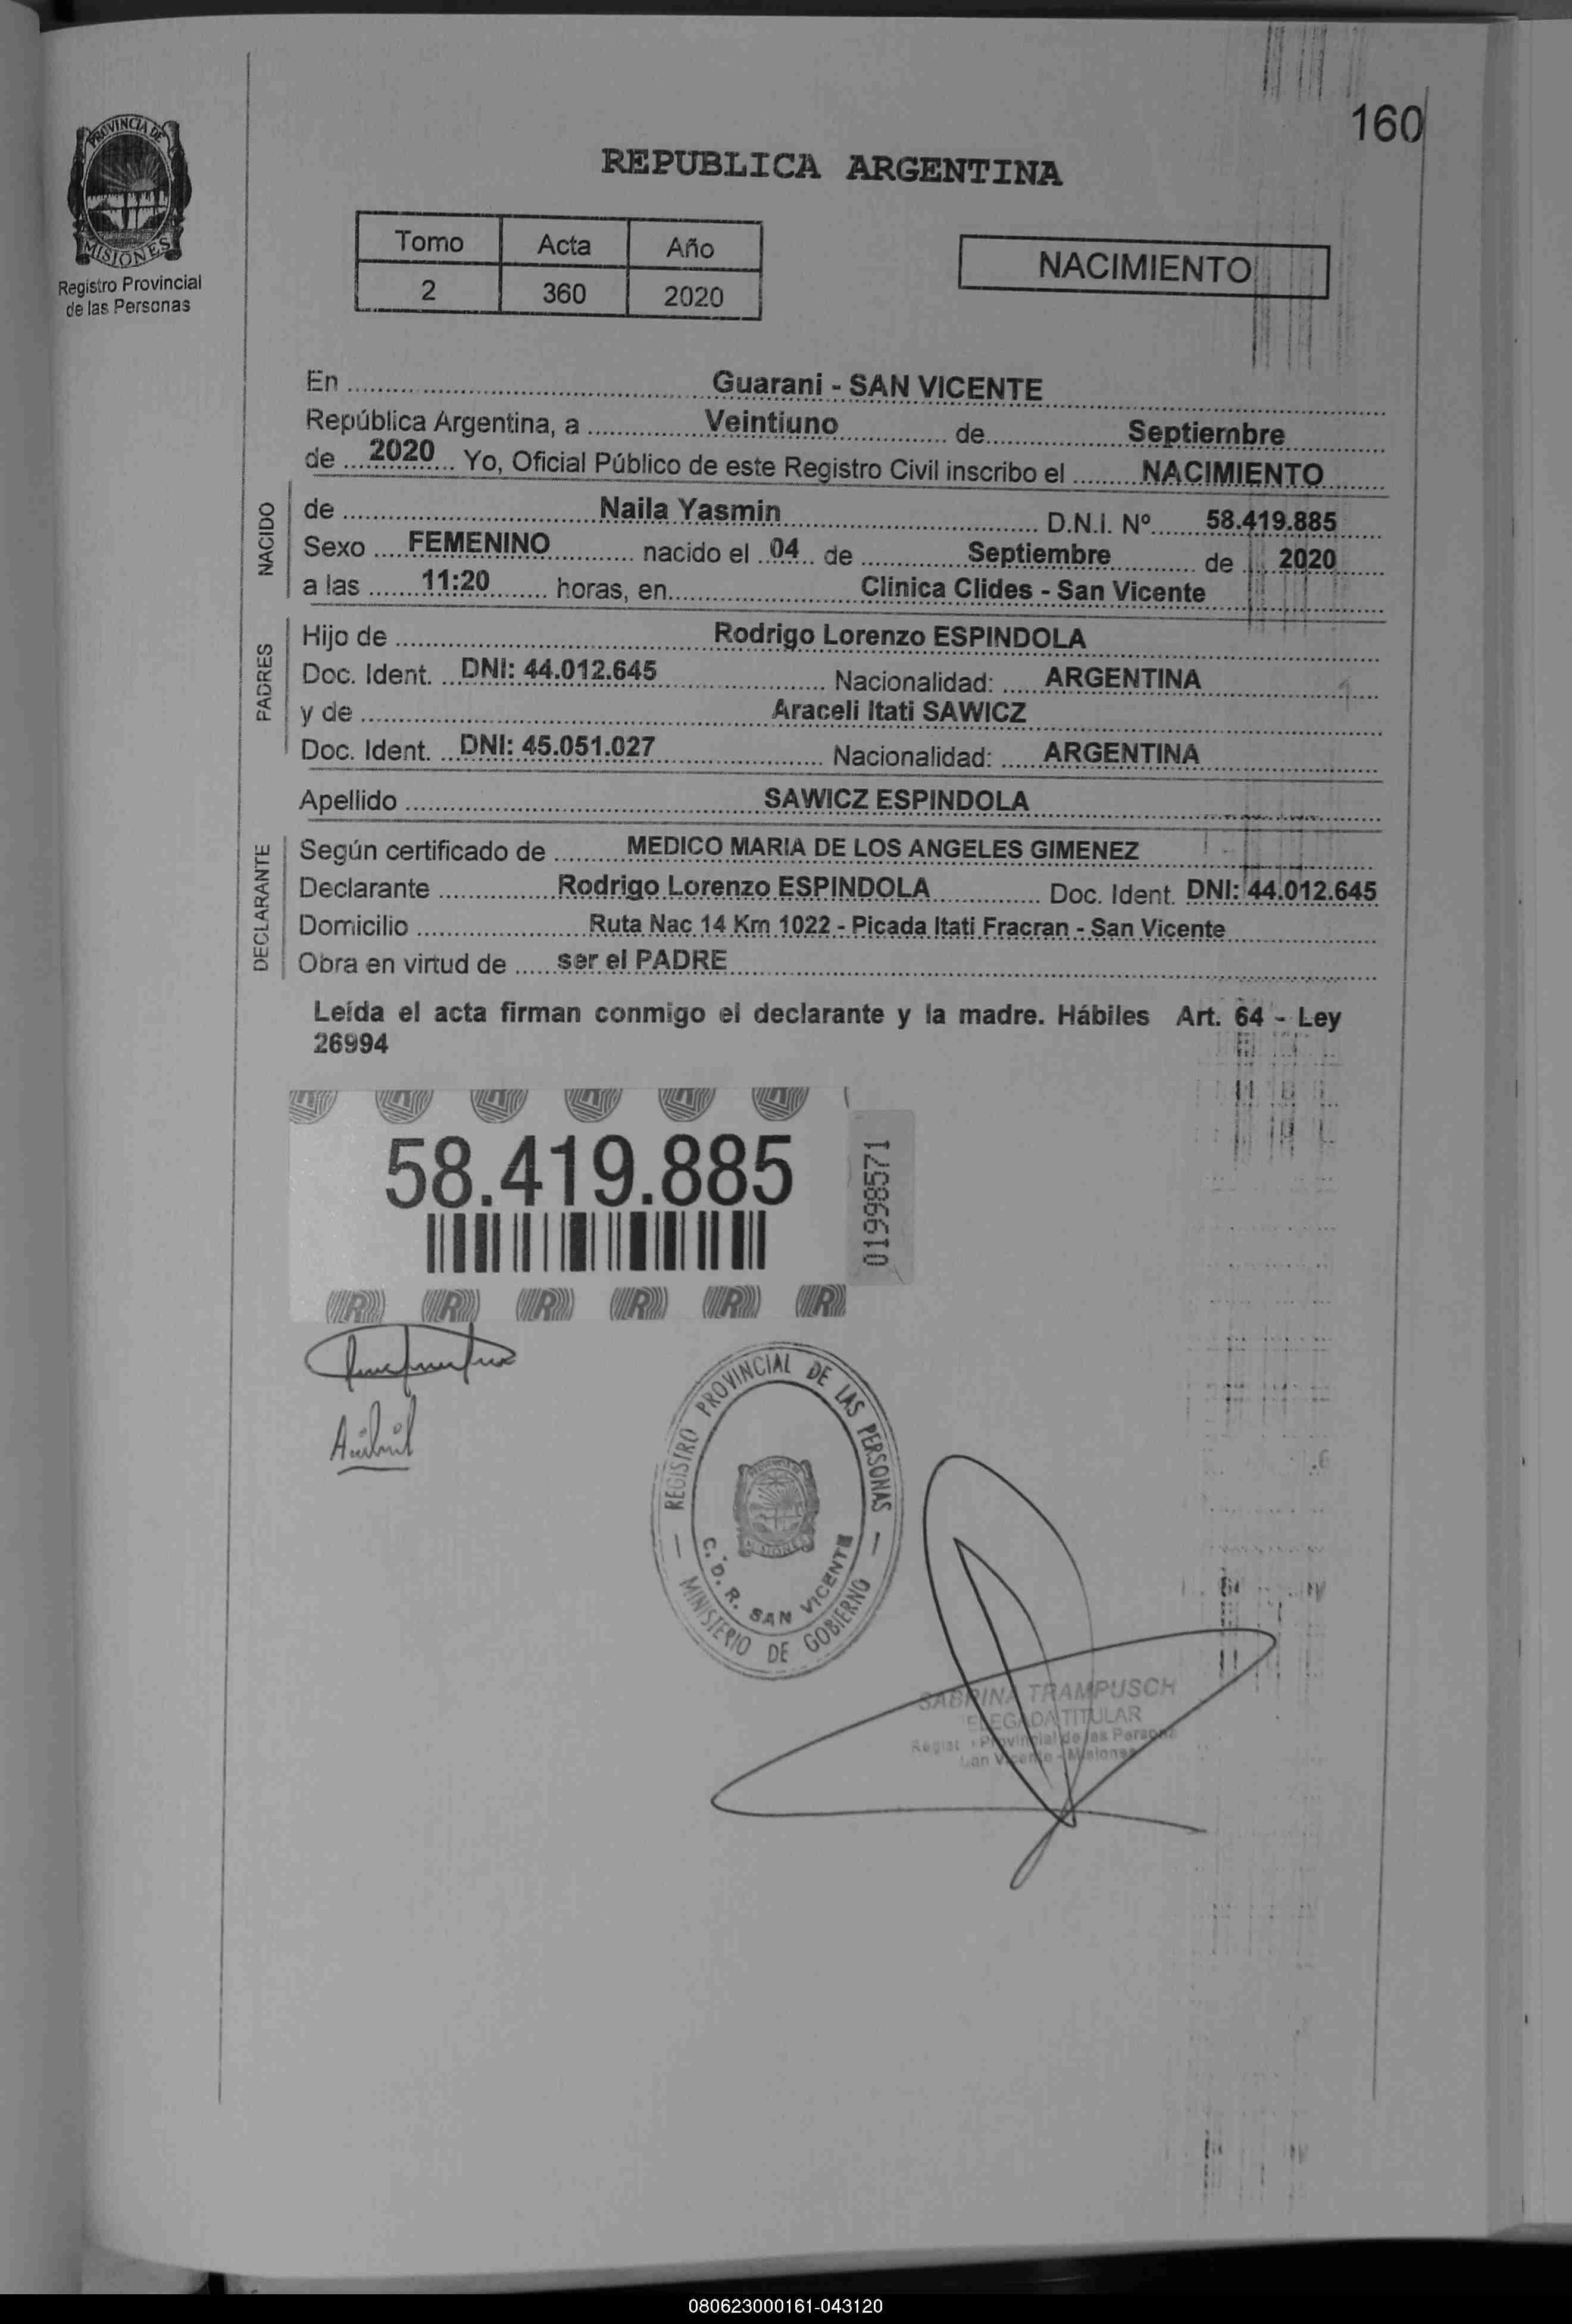 160
PROVINCIA DE
MISIONES
Registro Provincial
de las Personas
REPUBLICA ARGENTINA
Tomo Acta Año
2 360 2020
NACIMIENTO
En Guarani - SAN VICENTE
República Argentina, a Veintiuno de Septiembre
de 2020 Yo, Oficial Público de este Registro Civil inscribo el NACIMIENTO
NACIDO
de Naila Yasmin D.N.I. Nº 58.419.885
Sexo FEMENINO nacido el 04 de Septiembre de 2020
a las 11:20 horas, en Clinica Clides - San Vicente
PADRES
Hijo de Rodrigo Lorenzo ESPINDOLA
Doc. Ident. DNI: 44.012.645 Nacionalidad: ARGENTINA
y de Araceli Itati SAWICZ
Doc. Ident. DNI: 45.051.027 Nacionalidad: ARGENTINA
Apellido SAWICZ ESPINDOLA
DECLARANTE
Según certificado de MEDICO MARIA DE LOS ANGELES GIMENEZ
Declarante Rodrigo Lorenzo ESPINDOLA Doc. Ident. DNI: 44.012.645
Domicilio Ruta Nac 14 Km 1022 - Picada Itati Fracran - San Vicente
Obra en virtud de ser el PADRE
Leída el acta firman conmigo el declarante y la madre. Hábiles Art. 64 - Ley
26994
58.419.885
01998571
REGISTRO PROVINCIAL DE LAS PERSONAS
C. D. R. SAN VICENTE
MINISTERIO DE GOBIERNO
SABRINA TRAMPUSCH
ELEGADA TITULAR
Provincial de las
Vicente - Misiones
080623000161-043120